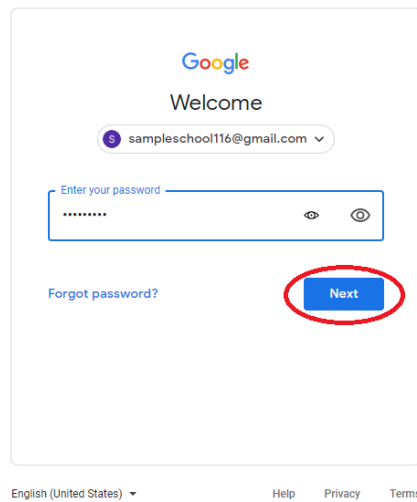 Google
Welcome
S sampleschool116@gmail.com
Enter your password
•••••••••
Forgot password? Next
English (United States) Help Privacy Terms